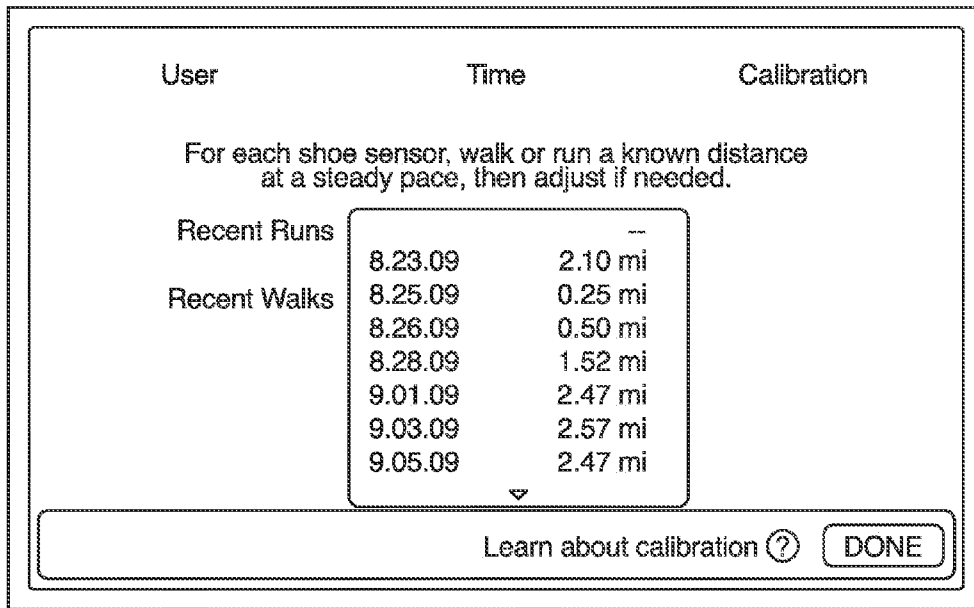 User Time Calibration
For each shoe sensor, walk or run a known distance
at a steady pace, then adjust if needed.
Recent Runs --
8.23.09 2.10 mi
Recent Walks 8.25.09 0.25 mi
8.26.09 0.50 mi
8.28.09 1.52 mi
9.01.09 2.47 mi
9.03.09 2.57 mi
9.05.09 2.47 mi
Learn about calibration ? DONE